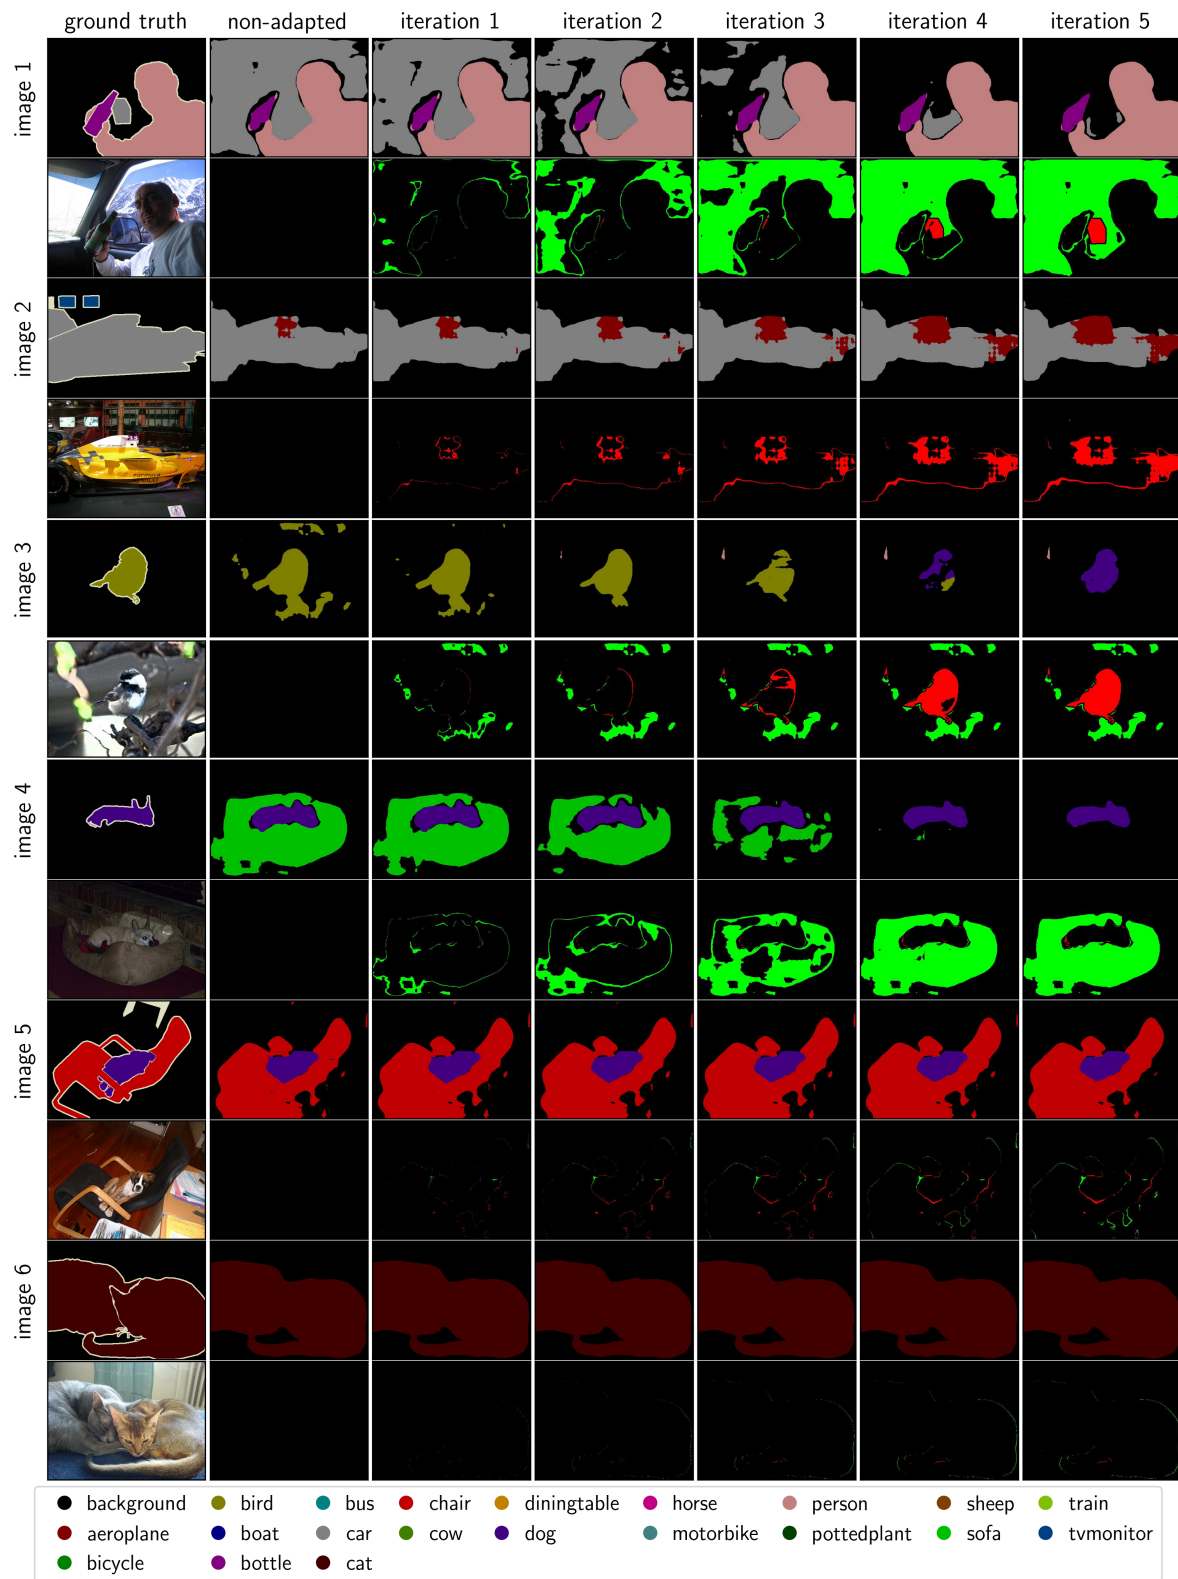 ground truth non-adapted iteration 1 iteration 2 iteration 3 iteration 4 iteration 5
image 1
image 2
image 3
image 4
image 5
image 6
background bird bus chair diningtable horse person sheep train
aeroplane boat car cow dog motorbike pottedplant sofa tvmonitor
bicycle bottle cat